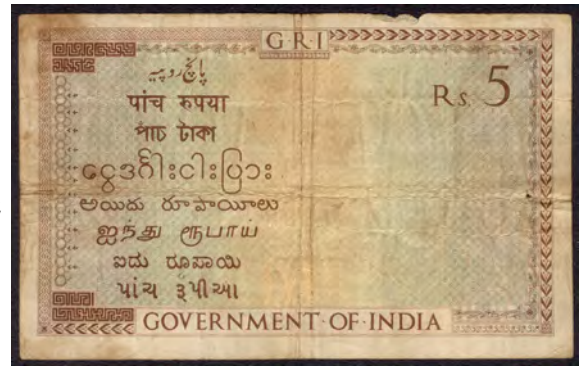 G·R·I
پانچ روپیہ
Rs. 5
पांच रुपया
পাঁচ টাকা
ငွေဒင်္ဂါးငါးပြား
అయిదు రూపాయీలు
ஐந்து ரூபாய்
ಐದು ರೂಪಾಯಿ
પાંચ રૂપીઆ
GOVERNMENT·OF·INDIA